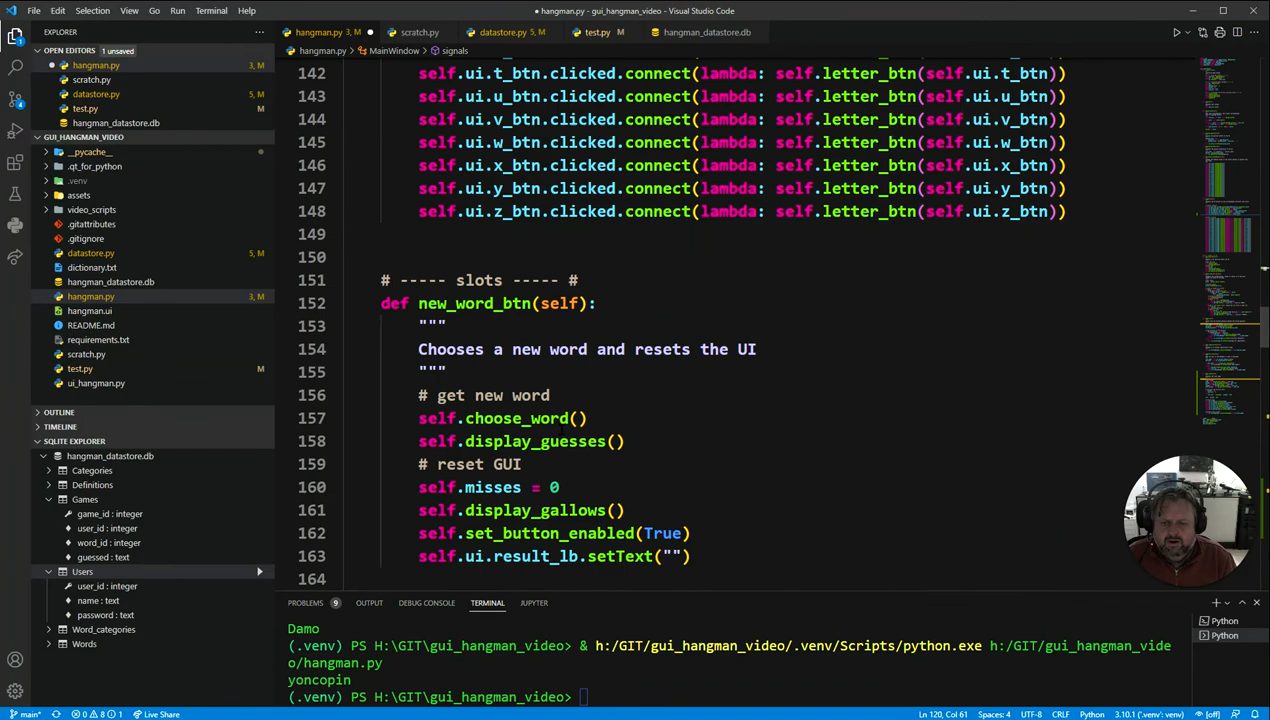 File Edit Selection View Go Run Terminal Help
● hangman.py - gui_hangman_video - Visual Studio Code
EXPLORER
OPEN EDITORS 1 unsaved
hangman.py 3, M
scratch.py
datastore.py 5, M
test.py M
hangman_datastore.db
GUI_HANGMAN_VIDEO
__pycache__
.qt_for_python
.venv
assets
video_scripts
.gitattributes
.gitignore
datastore.py 5, M
dictionary.txt
hangman_datastore.db
hangman.py 3, M
hangman.ui
README.md
requirements.txt
scratch.py
test.py M
ui_hangman.py
OUTLINE
TIMELINE
SQLITE EXPLORER
hangman_datastore.db
Categories
Definitions
Games
game_id : integer
user_id : integer
word_id : integer
guessed : text
Users
user_id : integer
name : text
password : text
Word_categories
Words
hangman.py 3, M ● scratch.py datastore.py 5, M test.py M hangman_datastore.db
hangman.py > MainWindow > signals
142 self.ui.t_btn.clicked.connect(lambda: self.letter_btn(self.ui.t_btn))
143 self.ui.u_btn.clicked.connect(lambda: self.letter_btn(self.ui.u_btn))
144 self.ui.v_btn.clicked.connect(lambda: self.letter_btn(self.ui.v_btn))
145 self.ui.w_btn.clicked.connect(lambda: self.letter_btn(self.ui.w_btn))
146 self.ui.x_btn.clicked.connect(lambda: self.letter_btn(self.ui.x_btn))
147 self.ui.y_btn.clicked.connect(lambda: self.letter_btn(self.ui.y_btn))
148 self.ui.z_btn.clicked.connect(lambda: self.letter_btn(self.ui.z_btn))
149
150
151 # ----- slots ----- #
152 def new_word_btn(self):
153 """
154 Chooses a new word and resets the UI
155 """
156 # get new word
157 self.choose_word()
158 self.display_guesses()
159 # reset GUI
160 self.misses = 0
161 self.display_gallows()
162 self.set_button_enabled(True)
163 self.ui.result_lb.setText("")
164
PROBLEMS 9 OUTPUT DEBUG CONSOLE TERMINAL JUPYTER
Damo
(.venv) PS H:\GIT\gui_hangman_video> & h:/GIT/gui_hangman_video/.venv/Scripts/python.exe h:/GIT/gui_hangman_vide
o/hangman.py
yoncopin
(.venv) PS H:\GIT\gui_hangman_video>
Python
Python
main* 0 8 1 Live Share
Ln 120, Col 61 Spaces: 4 UTF-8 CRLF Python 3.10.1 ('.venv': venv) [off]